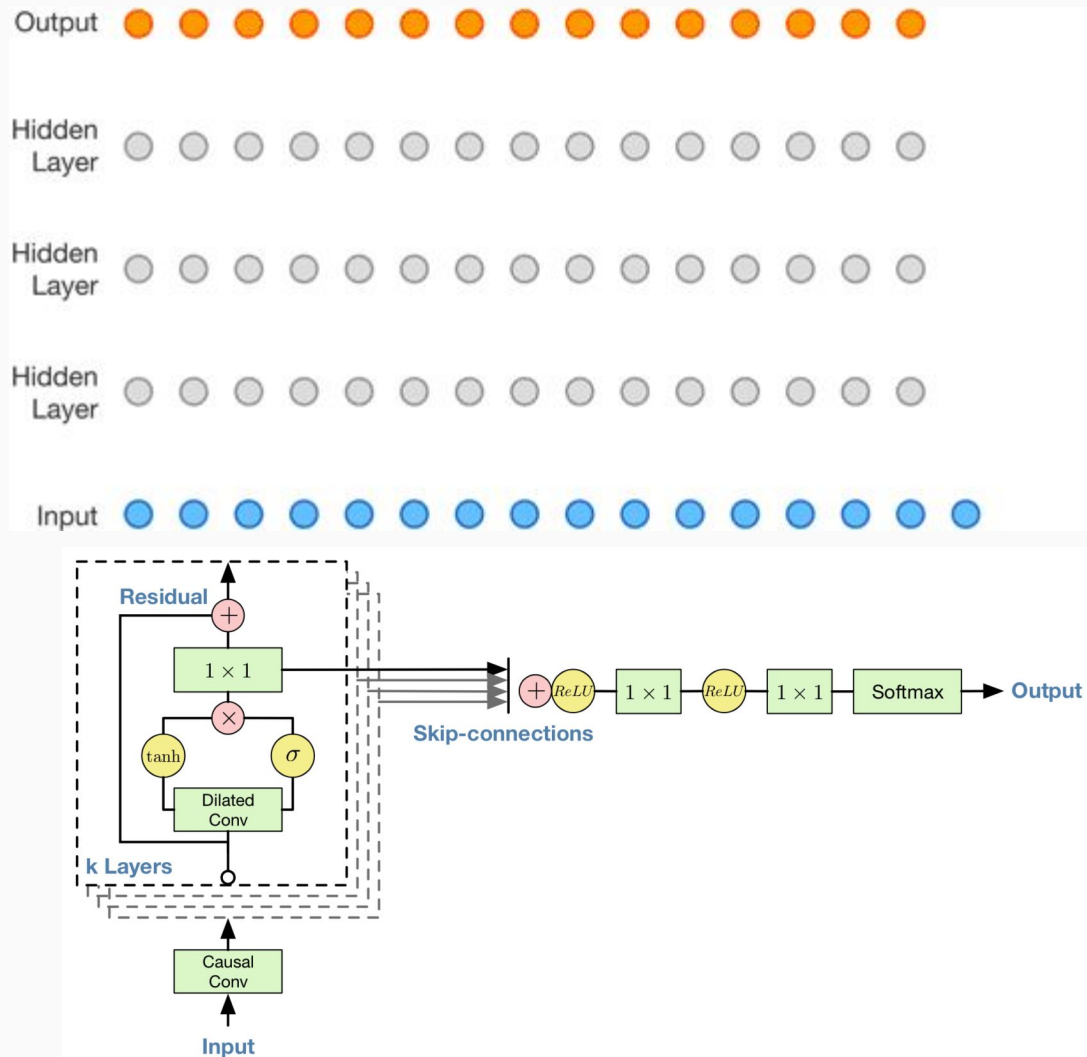 Output
Hidden
Layer
Hidden
Layer
Hidden
Layer
Input
Residual
+
1 × 1
×
tanh
σ
Dilated
Conv
k Layers
Causal
Conv
Input
Skip-connections
+
ReLU
1 × 1
ReLU
1 × 1
Softmax
Output